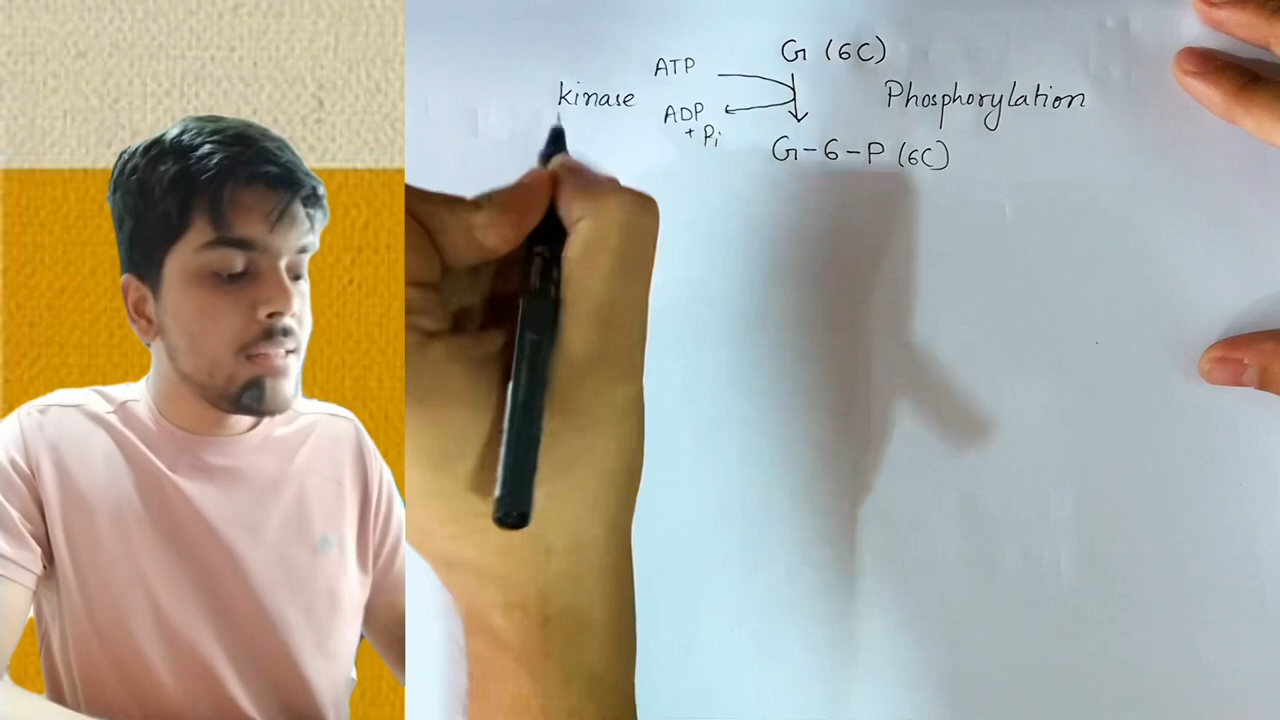 G (6C)
ATP
kinase
ADP
+ Pi
Phosphorylation
G-6-P (6C)